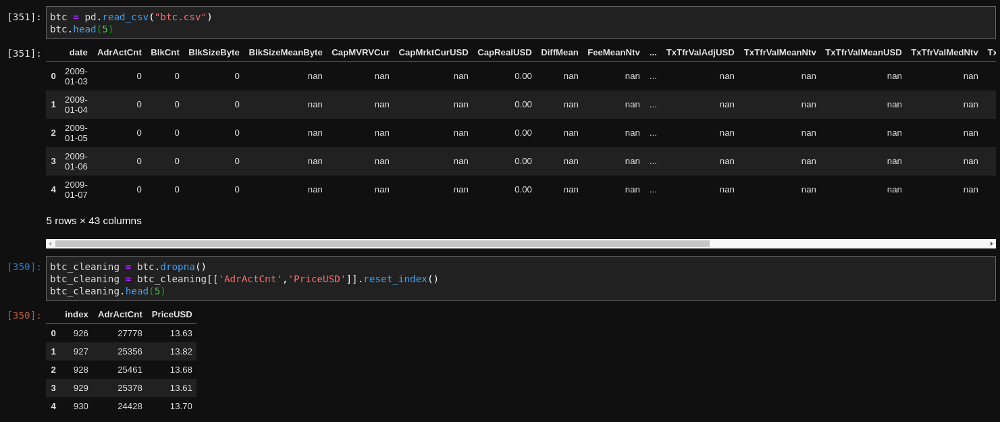 [351]: btc = pd.read_csv("btc.csv")
btc.head(5)
[351]: date AdrActCnt BlkCnt BlkSizeByte BlkSizeMeanByte CapMVRVCur CapMrktCurUSD CapRealUSD DiffMean FeeMeanNtv ... TxTfrValAdjUSD TxTfrValMeanNtv TxTfrValMeanUSD TxTfrValMedNtv
0 2009-01-03 0 0 0 nan nan nan 0.00 nan nan ... nan nan nan nan
1 2009-01-04 0 0 0 nan nan nan 0.00 nan nan ... nan nan nan nan
2 2009-01-05 0 0 0 nan nan nan 0.00 nan nan ... nan nan nan nan
3 2009-01-06 0 0 0 nan nan nan 0.00 nan nan ... nan nan nan nan
4 2009-01-07 0 0 0 nan nan nan 0.00 nan nan ... nan nan nan nan
5 rows × 43 columns
[350]: btc_cleaning = btc.dropna()
btc_cleaning = btc_cleaning[['AdrActCnt','PriceUSD']].reset_index()
btc_cleaning.head(5)
[350]: index AdrActCnt PriceUSD
0 926 27778 13.63
1 927 25356 13.82
2 928 25461 13.68
3 929 25378 13.61
4 930 24428 13.70